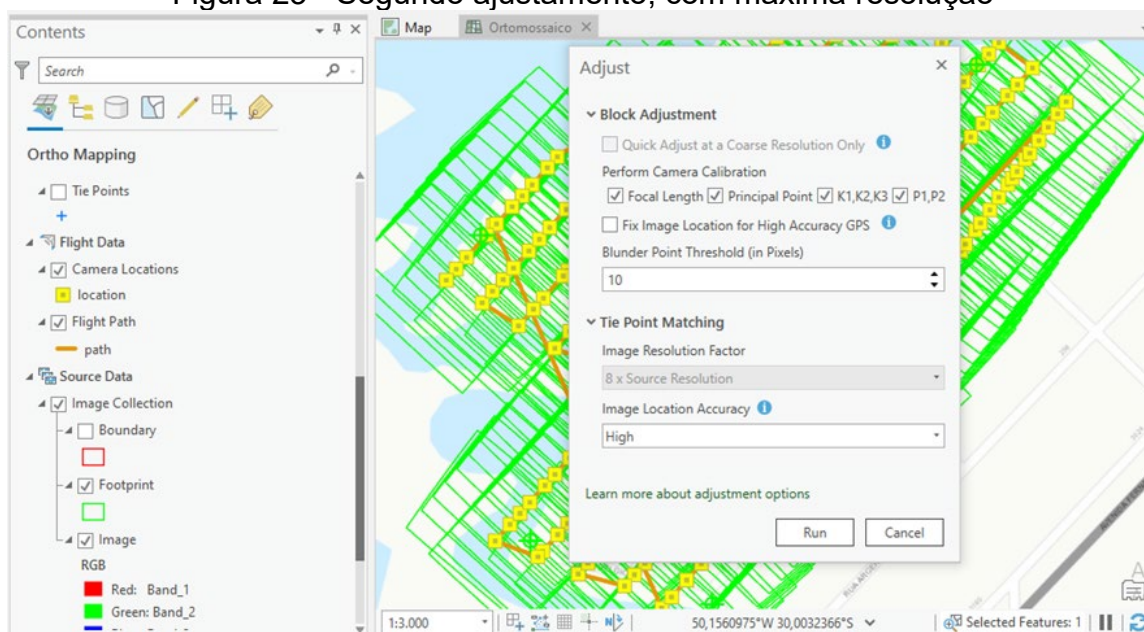 Figura 23 - Segundo ajustamento, com máxima resolução
Contents
Search
Ortho Mapping
Tie Points
Flight Data
Camera Locations
location
Flight Path
path
Source Data
Image Collection
Boundary
Footprint
Image
RGB
Red: Band_1
Green: Band_2
Map
Ortomossaico
Adjust
Block Adjustment
Quick Adjust at a Coarse Resolution Only
Perform Camera Calibration
Focal Length Principal Point K1,K2,K3 P1,P2
Fix Image Location for High Accuracy GPS
Blunder Point Threshold (in Pixels)
10
Tie Point Matching
Image Resolution Factor
8 x Source Resolution
Image Location Accuracy
High
Learn more about adjustment options
Run Cancel
1:3.000
50,1560975°W 30,0032366°S
Selected Features: 1